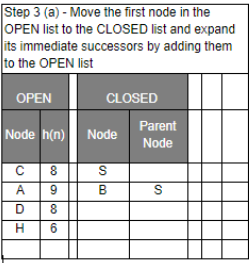 Step 3 (a) - Move the first node in the
OPEN list to the CLOSED list and expand
its immediate successors by adding them
to the OPEN list
OPEN CLOSED
Node h(n) Node Parent Node
C 8 S
A 9 B S
D 8
H 6